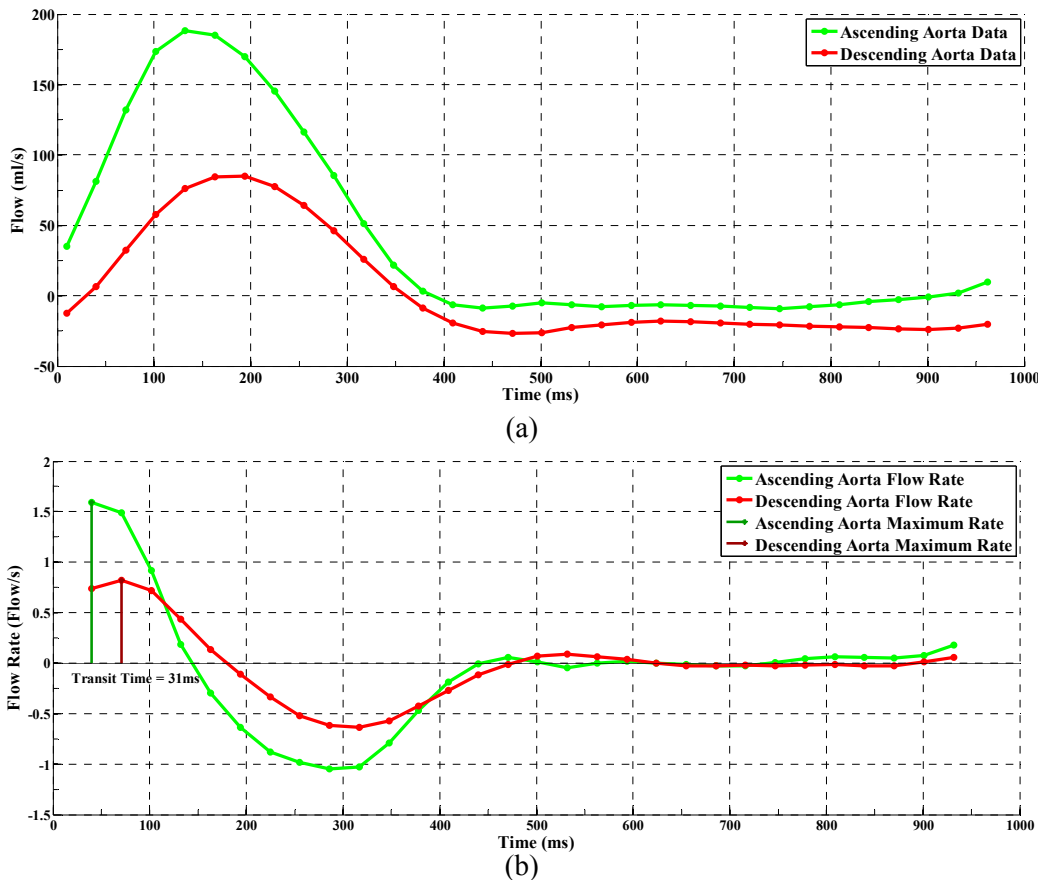 200
150
100
50
0
-50
Flow (ml/s)
Ascending Aorta Data
Descending Aorta Data
0 100 200 300 400 500 600 700 800 900 1000
Time (ms)
(a)
2
1.5
1
0.5
0
-0.5
-1
-1.5
Flow Rate (Flow/s)
Ascending Aorta Flow Rate
Descending Aorta Flow Rate
Ascending Aorta Maximum Rate
Descending Aorta Maximum Rate
Transit Time = 31ms
0 100 200 300 400 500 600 700 800 900 1000
Time (ms)
(b)